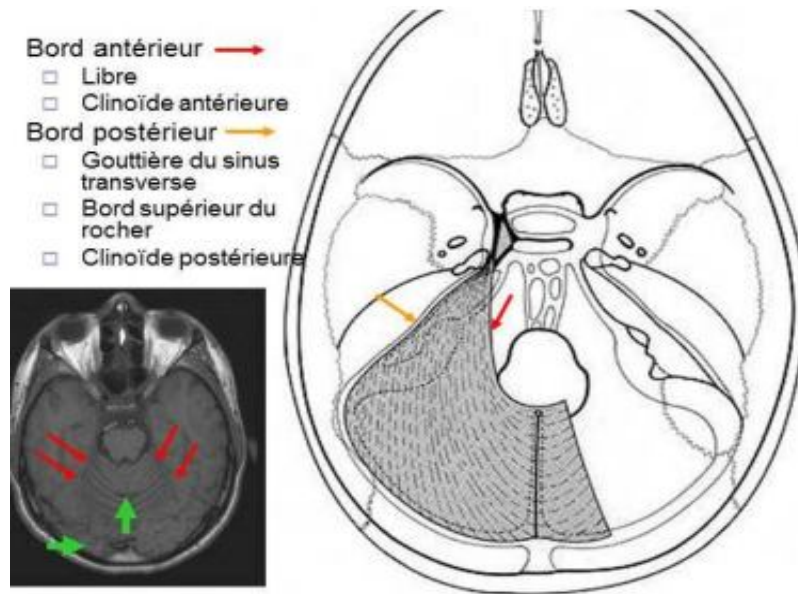 Bord antérieur
Libre
Clinoïde antérieure
Bord postérieur
Gouttière du sinus
transverse
Bord supérieur du
rocher
Clinoïde postérieure